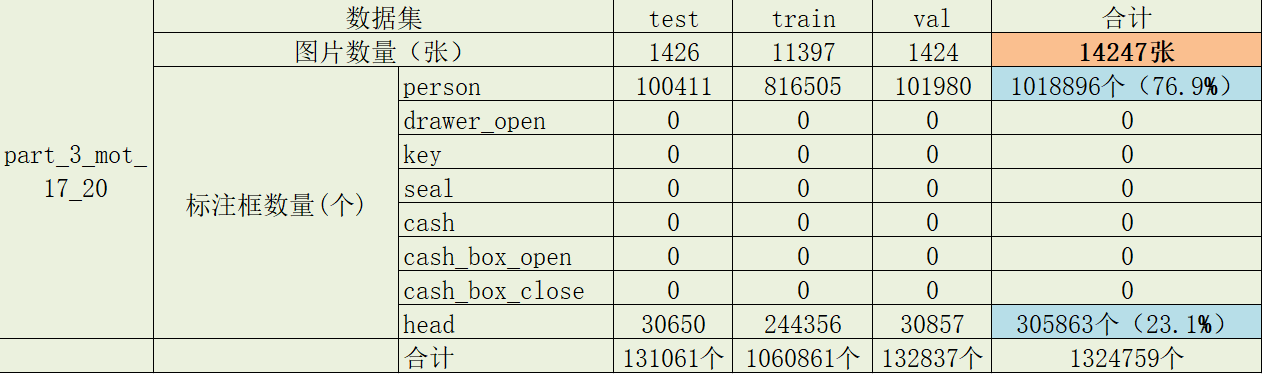 数据集 test train val 合计
图片数量（张） 1426 11397 1424 14247张
part_3_mot_
17_20
标注框数量(个)
person 100411 816505 101980 1018896个（76.9%）
drawer_open 0 0 0 0
key 0 0 0 0
seal 0 0 0 0
cash 0 0 0 0
cash_box_open 0 0 0 0
cash_box_close 0 0 0 0
head 30650 244356 30857 305863个（23.1%）
合计 131061个 1060861个 132837个 1324759个